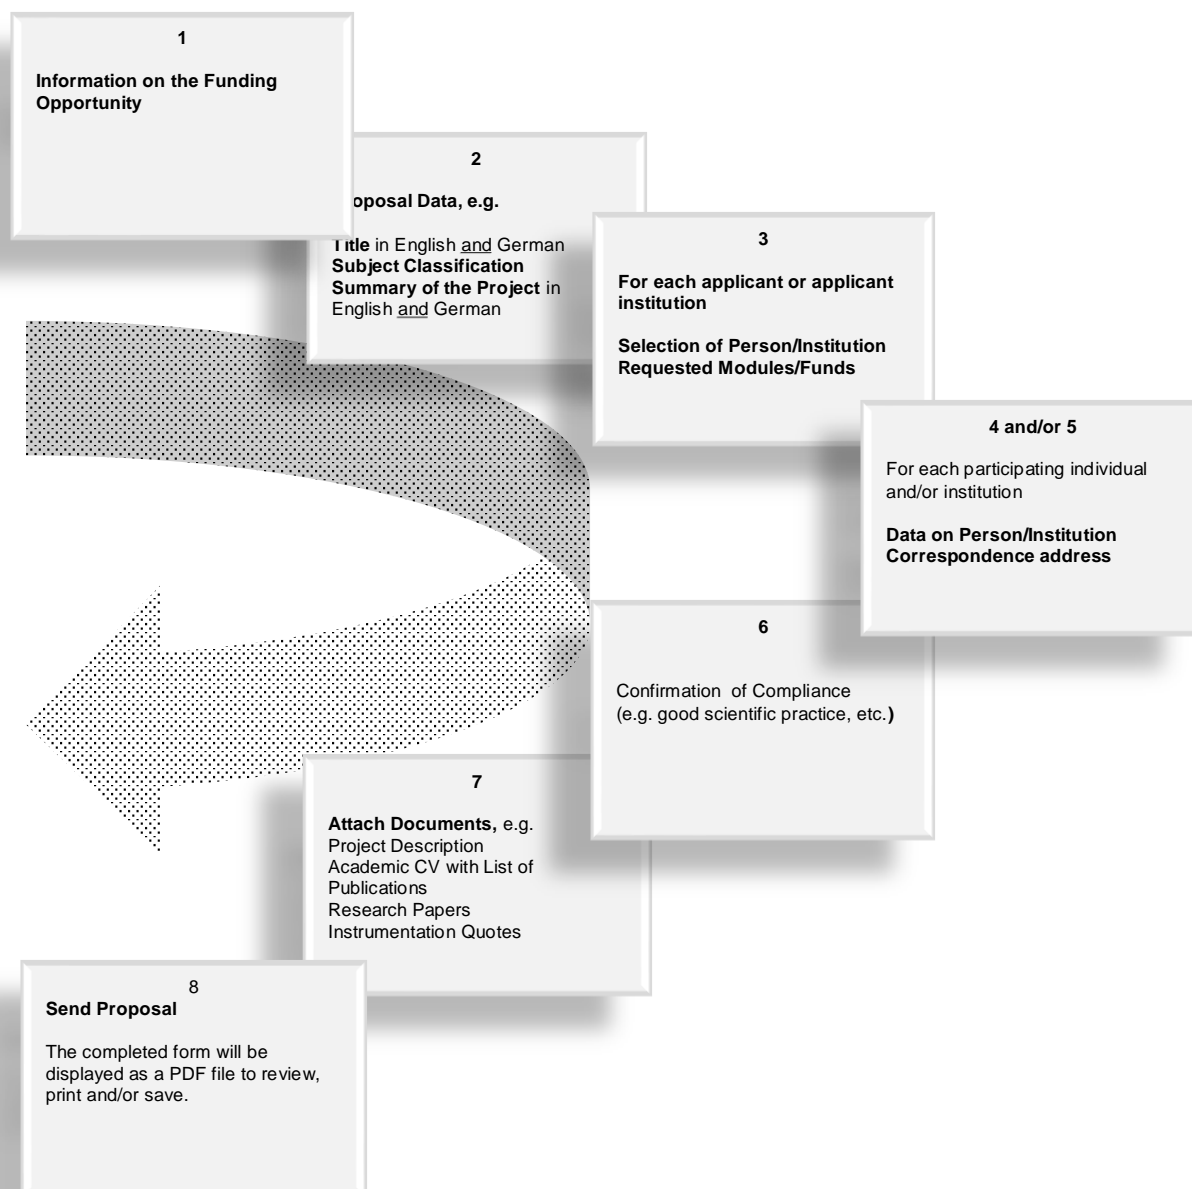 1
Information on the Funding
Opportunity
2
oposal Data, e.g.
Title in English and German
Subject Classification
Summary of the Project in
English and German
3
For each applicant or applicant
institution
Selection of Person/Institution
Requested Modules/Funds
4 and/or 5
For each participating individual
and/or institution
Data on Person/Institution
Correspondence address
6
Confirmation  of Compliance
(e.g. good scientific practice, etc.)
7
Attach Documents, e.g.
Project Description
Academic CV with List of
Publications
Research Papers
Instrumentation Quotes
8
Send Proposal
The completed form will be
displayed as a PDF file to review,
print and/or save.